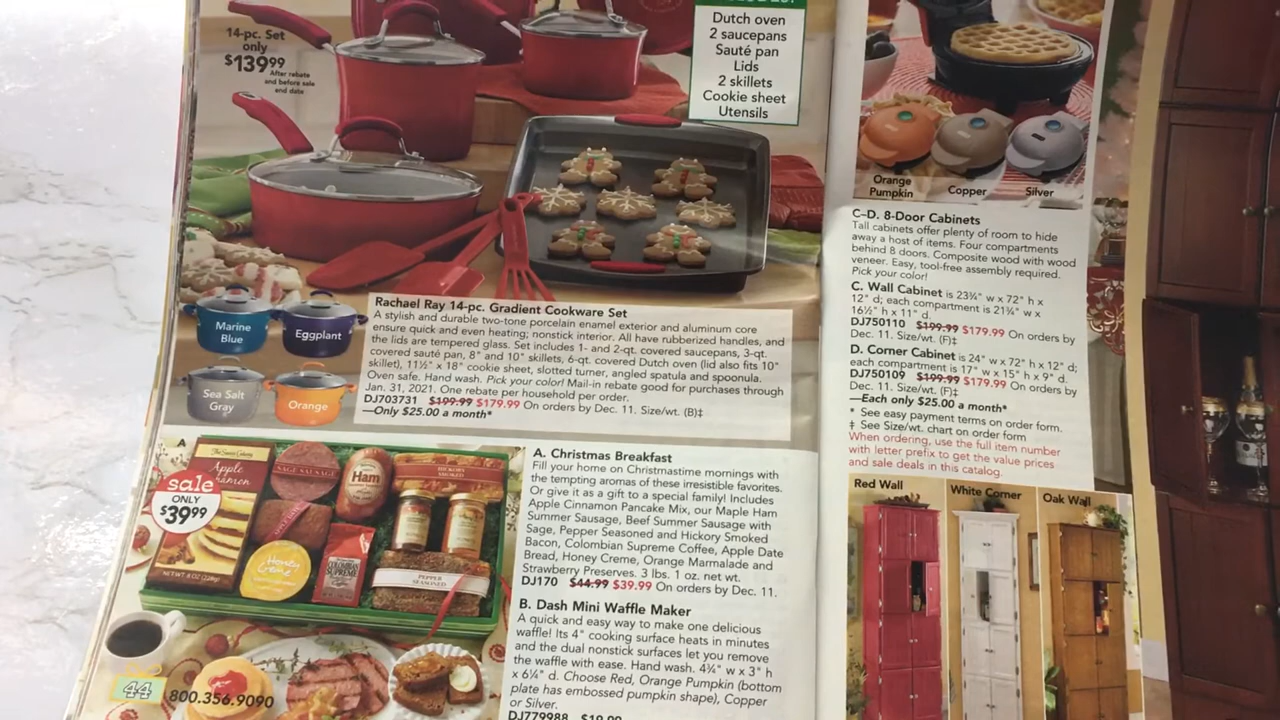 14-pc. Set
only
$139.99
After rebate
and before sale
end date
Dutch oven
2 saucepans
Sauté pan
Lids
2 skillets
Cookie sheet
Utensils
Marine
Blue
Eggplant
Sea Salt
Gray
Orange
Rachael Ray 14-pc. Gradient Cookware Set
A stylish and durable two-tone porcelain enamel exterior and aluminum core
ensure quick and even heating; nonstick interior. All have rubberized handles, and
the lids are tempered glass. Set includes 1- and 2-qt. covered saucepans, 3-qt.
covered sauté pan, 8" and 10" skillets, 6-qt. covered Dutch oven (lid also fits 10"
skillet), 11½" x 18" cookie sheet, slotted turner, angled spatula and spoonula.
Oven safe. Hand wash. Pick your color! Mail-in rebate good for purchases through
Jan. 31, 2021. One rebate per household per order.
DJ703731 $199.99 $179.99 On orders by Dec. 11. Size/wt. (B)‡
—Only $25.00 a month*
A
sale
ONLY
$39.99
Apple
NET WT. 8 OZ (226g)
SAUSAGE
Ham
HICKORY
SMOKED
Honey
Creme
COLOMBIAN
SUPREME
PEPPER
SEASONED
A. Christmas Breakfast
Fill your home on Christmastime mornings with
the tempting aromas of these irresistible favorites.
Or give it as a gift to a special family! Includes
Apple Cinnamon Pancake Mix, our Maple Ham
Summer Sausage, Beef Summer Sausage with
Sage, Pepper Seasoned and Hickory Smoked
Bacon, Colombian Supreme Coffee, Apple Date
Bread, Honey Creme, Orange Marmalade and
Strawberry Preserves. 3 lbs. 1 oz. net wt.
DJ170 $44.99 $39.99 On orders by Dec. 11.
B. Dash Mini Waffle Maker
A quick and easy way to make one delicious
waffle! Its 4" cooking surface heats in minutes
and the dual nonstick surfaces let you remove
the waffle with ease. Hand wash. 4¾" w x 3" h
x 6¼" d. Choose Red, Orange Pumpkin (bottom
plate has embossed pumpkin shape), Copper
or Silver.
DJ779988 $19.99
44 800.356.9090
Orange
Pumpkin
Copper
Silver
C–D. 8-Door Cabinets
Tall cabinets offer plenty of room to hide
away a host of items. Four compartments
behind 8 doors. Composite wood with wood
veneer. Easy, tool-free assembly required.
Pick your color!
C. Wall Cabinet is 23¾" w x 72" h x
12" d; each compartment is 21¼" w x
16½" h x 11" d.
DJ750110 $199.99 $179.99 On orders by
Dec. 11. Size/wt. (F)‡
D. Corner Cabinet is 24" w x 72" h x 12" d;
each compartment is 17" w x 15" h x 9" d.
DJ750109 $199.99 $179.99 On orders by
Dec. 11. Size/wt. (F)‡
—Each only $25.00 a month*
* See easy payment terms on order form.
‡ See Size/wt. chart on order form
When ordering, use the full item number
with letter prefix to get the value prices
and sale deals in this catalog.
Red Wall
White Corner
Oak Wall